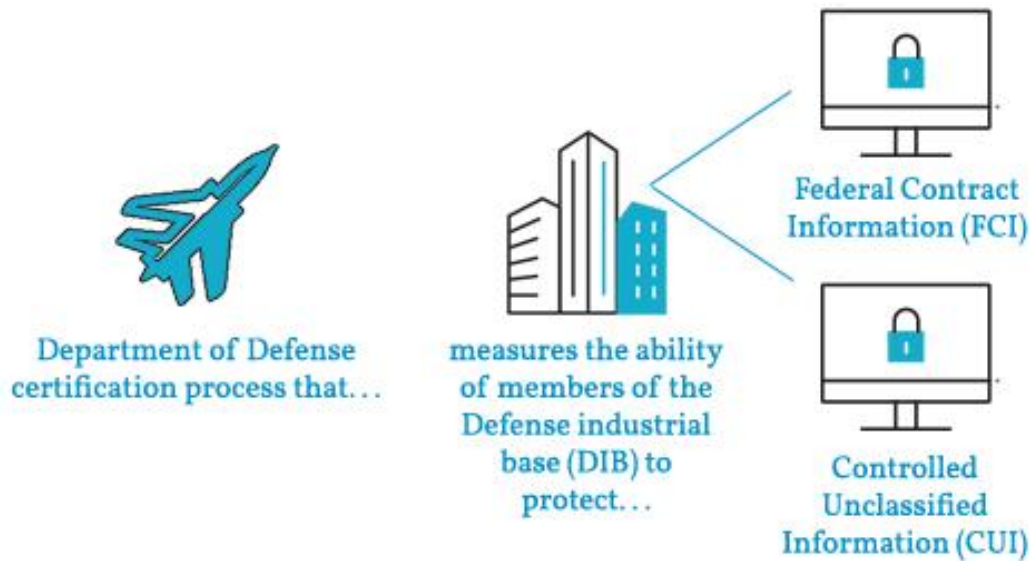 Department of Defense
certification process that...
measures the ability
of members of the
Defense industrial
base (DIB) to
protect...
Federal Contract
Information (FCI)
Controlled
Unclassified
Information (CUI)